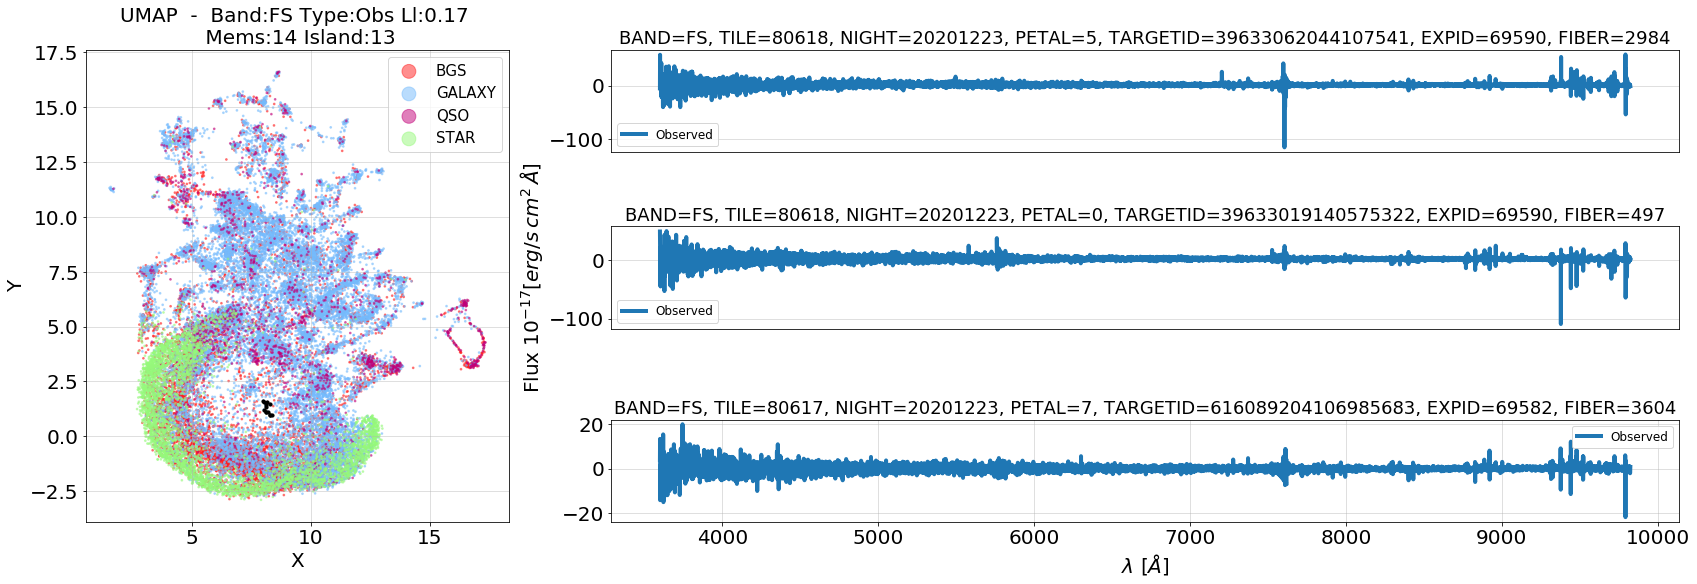 UMAP  -  Band:FS Type:Obs Ll:0.17
Mems:14 Island:13
17.5
15.0
12.5
10.0
7.5
5.0
2.5
0.0
−2.5
Y
5
10
15
X
BGS
GALAXY
QSO
STAR
Flux 10⁻¹⁷[erg/s cm² Å]
BAND=FS, TILE=80618, NIGHT=20201223, PETAL=5, TARGETID=39633062044107541, EXPID=69590, FIBER=2984
0
−100
Observed
BAND=FS, TILE=80618, NIGHT=20201223, PETAL=0, TARGETID=39633019140575322, EXPID=69590, FIBER=497
0
−100
Observed
BAND=FS, TILE=80617, NIGHT=20201223, PETAL=7, TARGETID=616089204106985683, EXPID=69582, FIBER=3604
20
0
−20
Observed
4000
5000
6000
7000
8000
9000
10000
λ [Å]